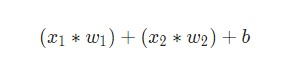 (x₁ * w₁) + (x₂ * w₂) + b